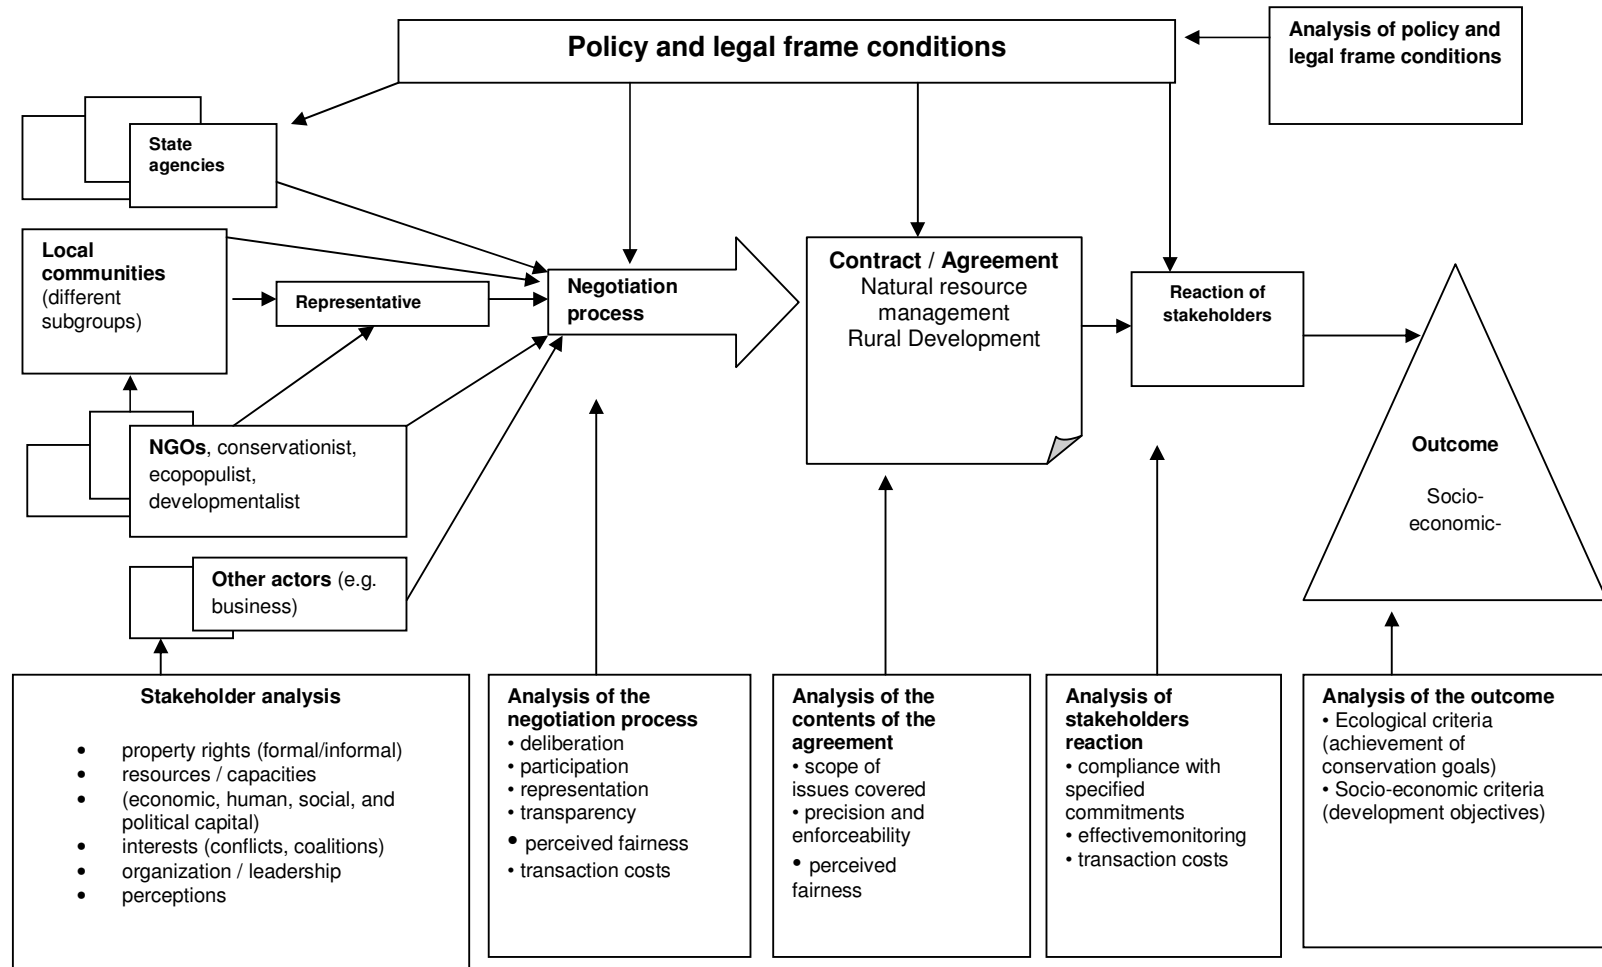 Policy and legal frame conditions
Analysis of policy and
legal frame conditions
State
agencies
Local
communities
(different
subgroups)
Representative
Negotiation
process
Contract / Agreement
Natural resource
management
Rural Development
Reaction of
stakeholders
NGOs, conservationist,
ecopopulist,
developmentalist
Outcome
Socio-
economic-
Other actors (e.g.
business)
Stakeholder analysis
• property rights (formal/informal)
• resources / capacities
• (economic, human, social, and
political capital)
• interests (conflicts, coalitions)
• organization / leadership
• perceptions
Analysis of the
negotiation process
• deliberation
• participation
• representation
• transparency
• perceived fairness
• transaction costs
Analysis of the
contents of the
agreement
• scope of
issues covered
• precision and
enforceability
• perceived
fairness
Analysis of
stakeholders
reaction
• compliance with
specified
commitments
• effectivemonitoring
• transaction costs
Analysis of the outcome
• Ecological criteria
(achievement of
conservation goals)
• Socio-economic criteria
(development objectives)